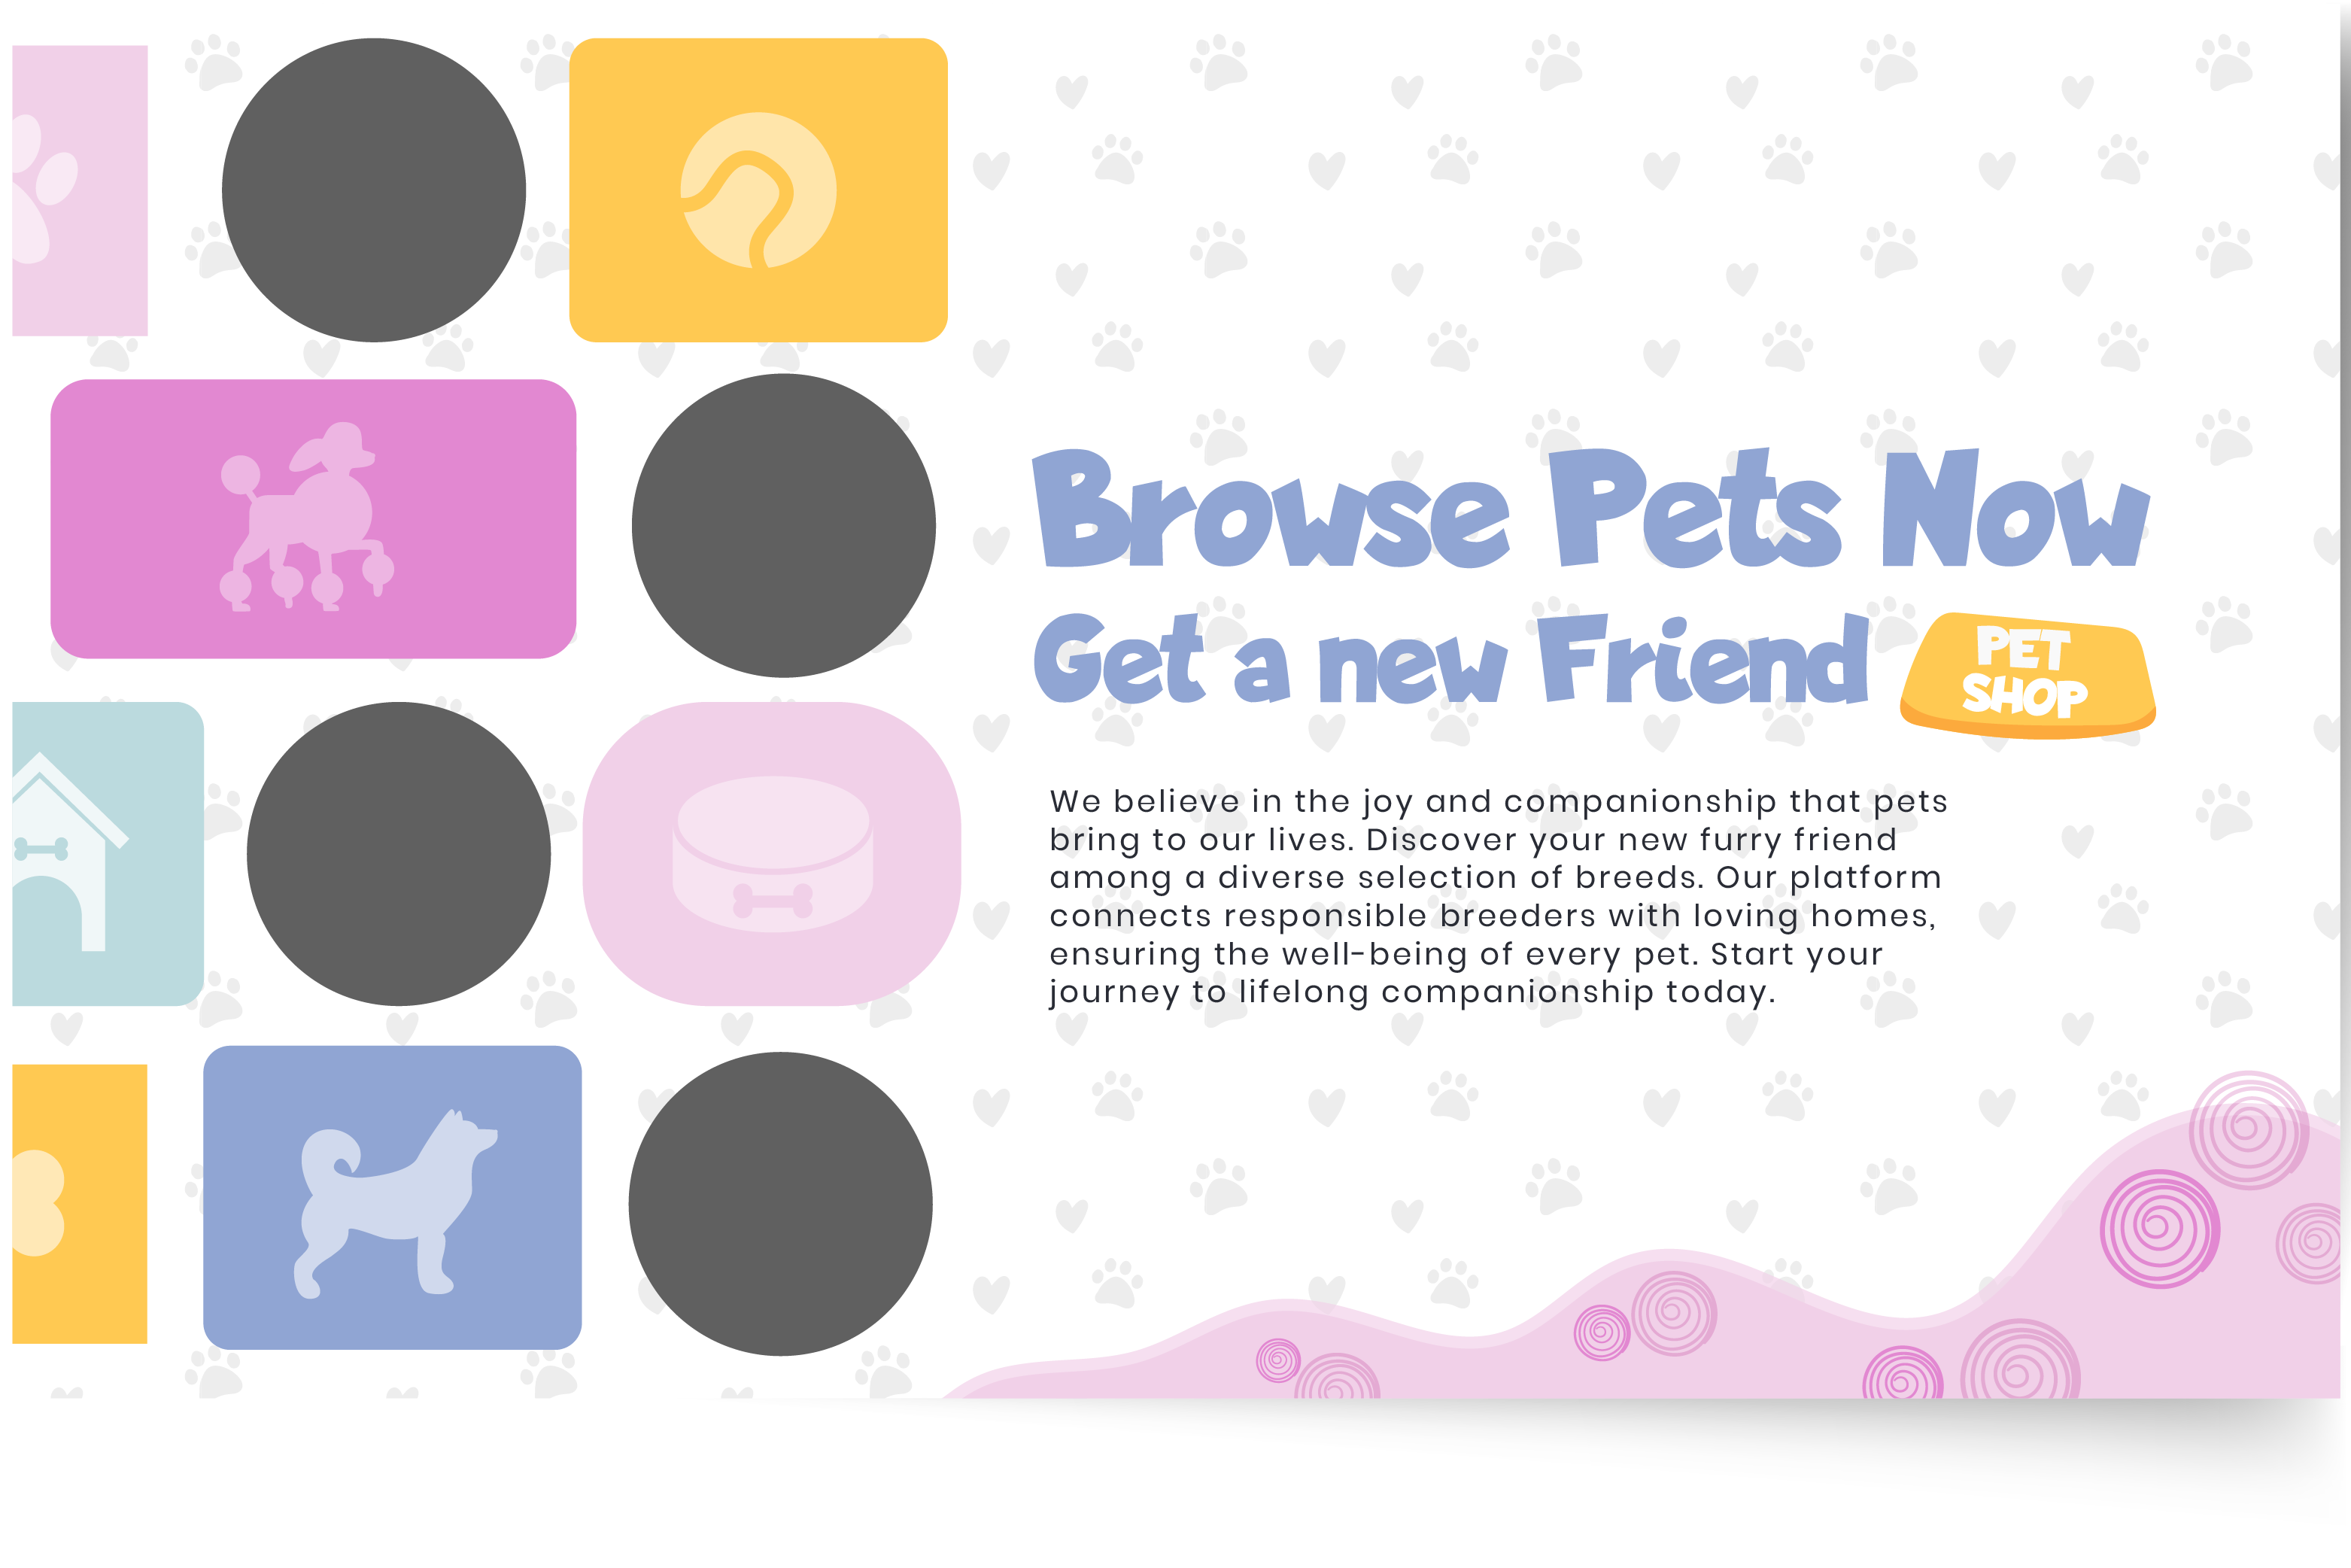 Browse Pets Now
Get a new Friend
PET
SHOP
We believe in the joy and companionship that pets
bring to our lives. Discover your new furry friend
among a diverse selection of breeds. Our platform
connects responsible breeders with loving homes,
ensuring the well-being of every pet. Start your
journey to lifelong companionship today.